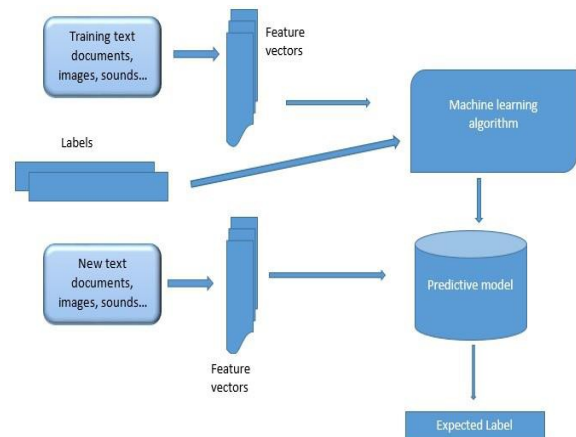 Training text
documents,
images, sounds...
Feature
vectors
Machine learning
algorithm
Labels
New text
documents,
images, sounds...
Feature
vectors
Predictive model
Expected Label